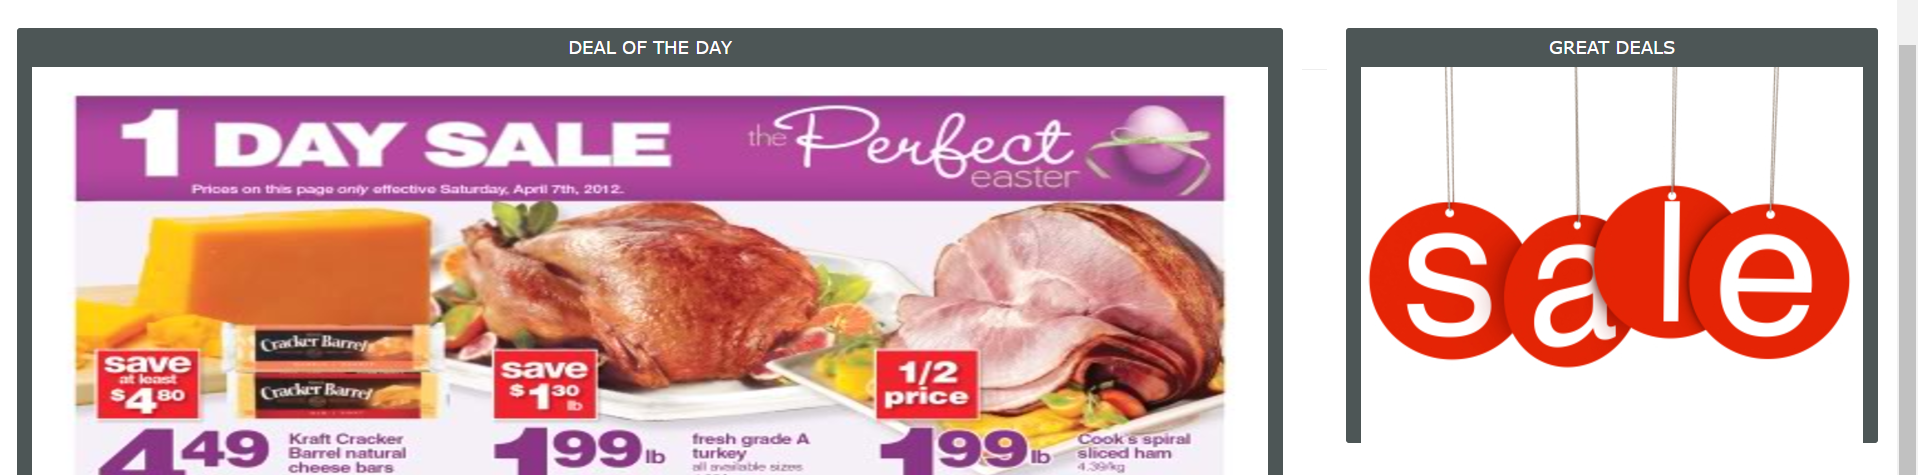 DEAL OF THE DAY
1 DAY SALE
the Perfect
easter
Prices on this page only effective Saturday, April 7th, 2012.
Cracker Barrel
Cracker Barrel
save
at least
$4 80
save
$1 30
lb
1/2
price
4 49
Kraft Cracker
Barrel natural
cheese bars
1 99 lb
fresh grade A
turkey
all available sizes
1 99 lb
Cook's spiral
sliced ham
4.39/kg
GREAT DEALS
sale